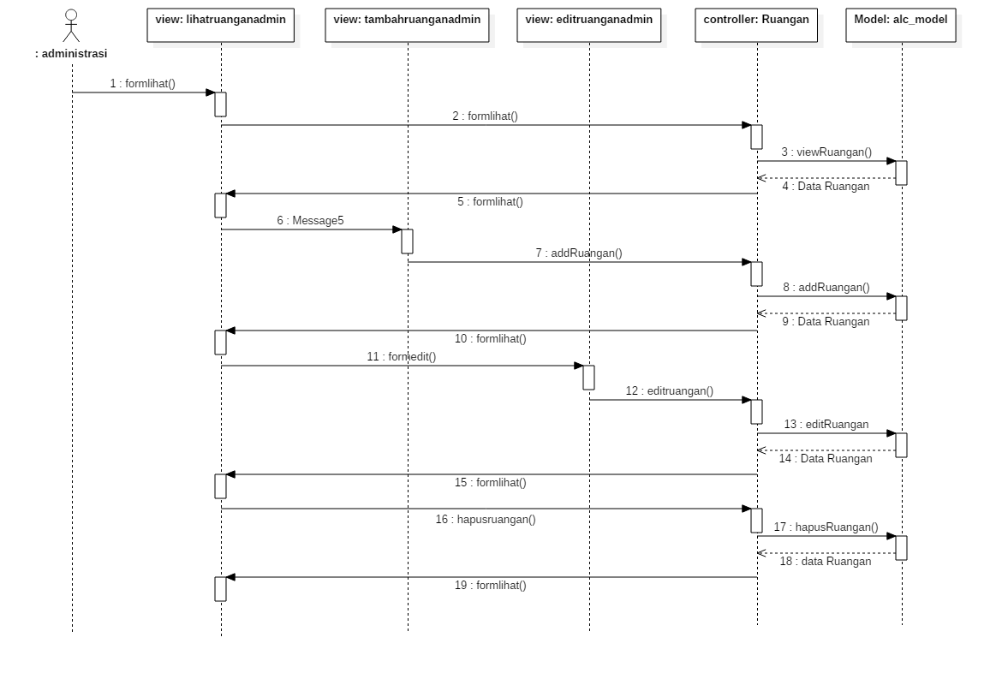 view: lihatruanganadmin
view: tambahruanganadmin
view: editruanganadmin
controller: Ruangan
Model: alc_model
: administrasi
1 : formlihat()
2 : formlihat()
3 : viewRuangan()
4 : Data Ruangan
5 : formlihat()
6 : Message5
7 : addRuangan()
8 : addRuangan()
9 : Data Ruangan
10 : formlihat()
11 : formedit()
12 : editruangan()
13 : editRuangan
14 : Data Ruangan
15 : formlihat()
16 : hapusruangan()
17 : hapusRuangan()
18 : data Ruangan
19 : formlihat()